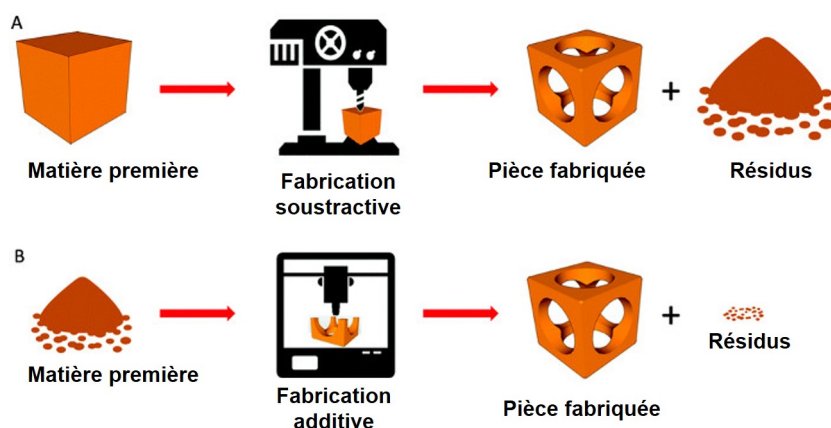 A
Matière première
Fabrication
soustractive
Pièce fabriquée
+
Résidus
B
Matière première
Fabrication
additive
Pièce fabriquée
+
Résidus